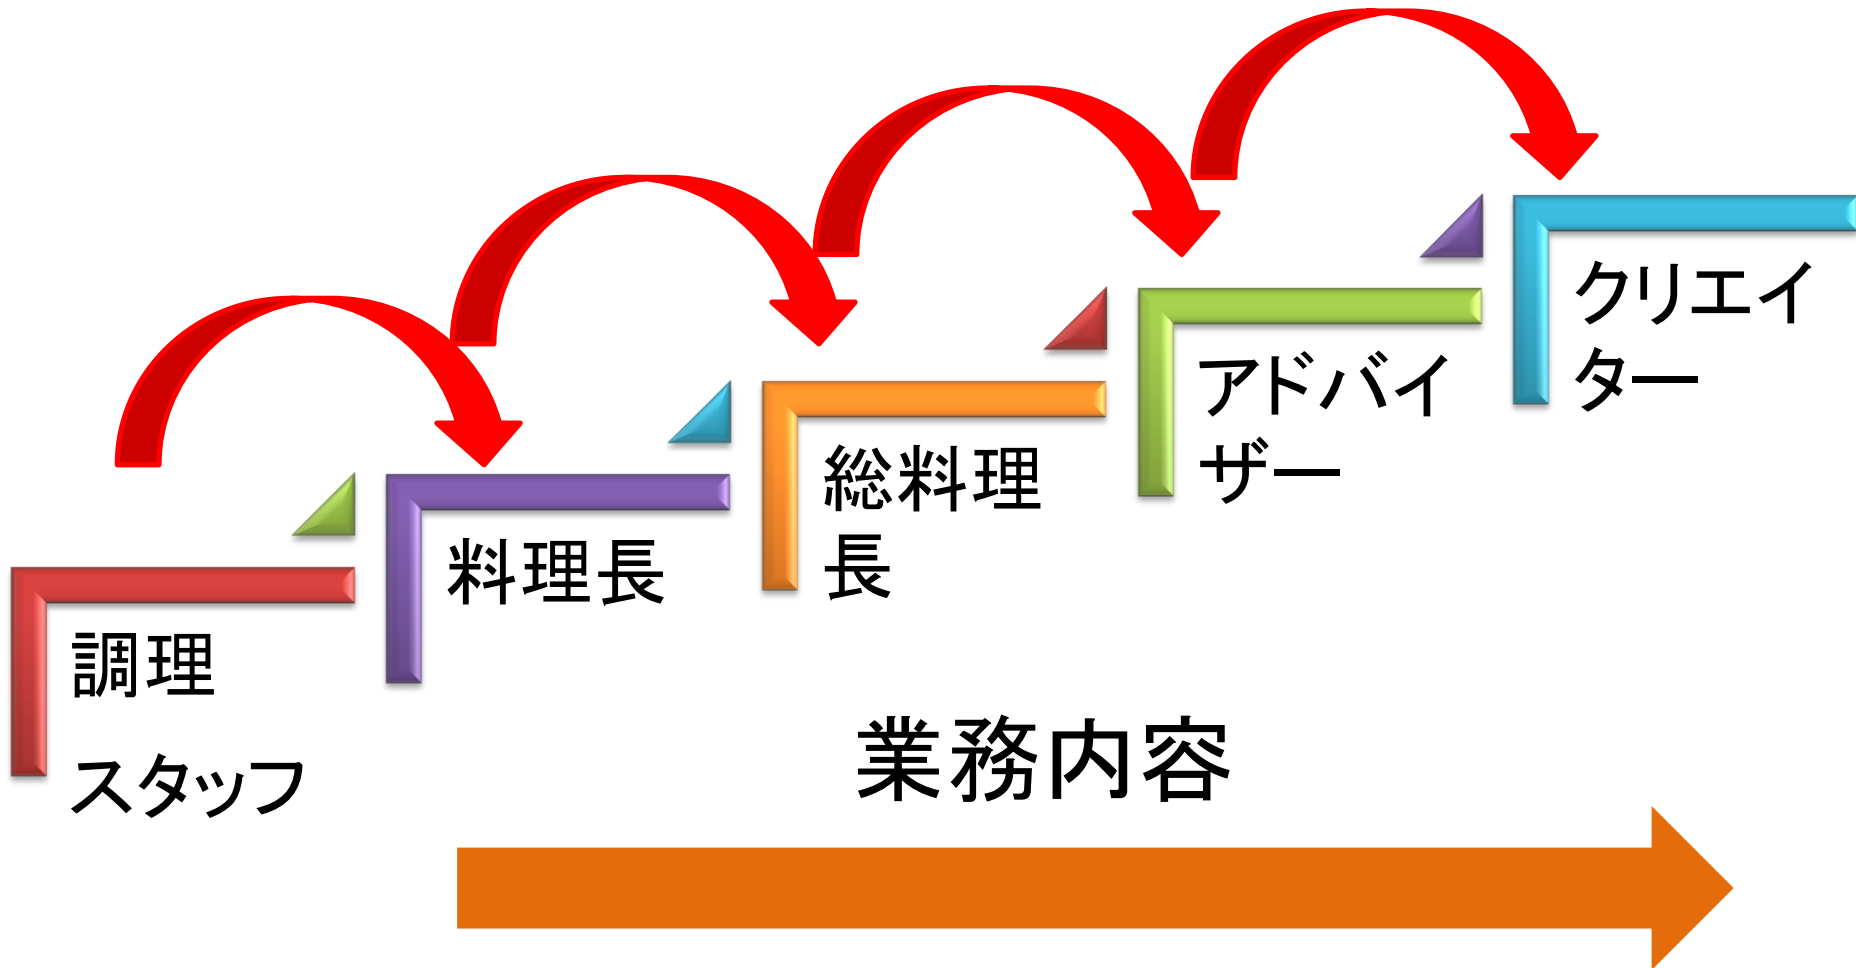 調理
スタッフ
料理長
総料理
長
アドバイ
ザー
クリエイ
ター
業務内容